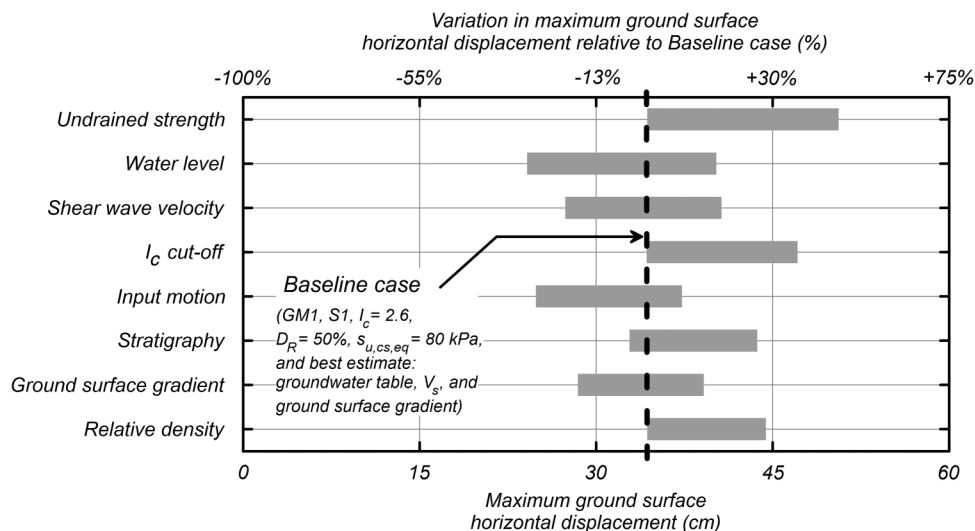 Variation in maximum ground surface
horizontal displacement relative to Baseline case (%)
-100% -55% -13% +30% +75%
Undrained strength
Water level
Shear wave velocity
Ic cut-off
Input motion
Stratigraphy
Ground surface gradient
Relative density
Baseline case
(GM1, S1, Ic= 2.6,
DR= 50%, su,cs,eq= 80 kPa,
and best estimate:
groundwater table, Vs, and
ground surface gradient)
0 15 30 45 60
Maximum ground surface
horizontal displacement (cm)